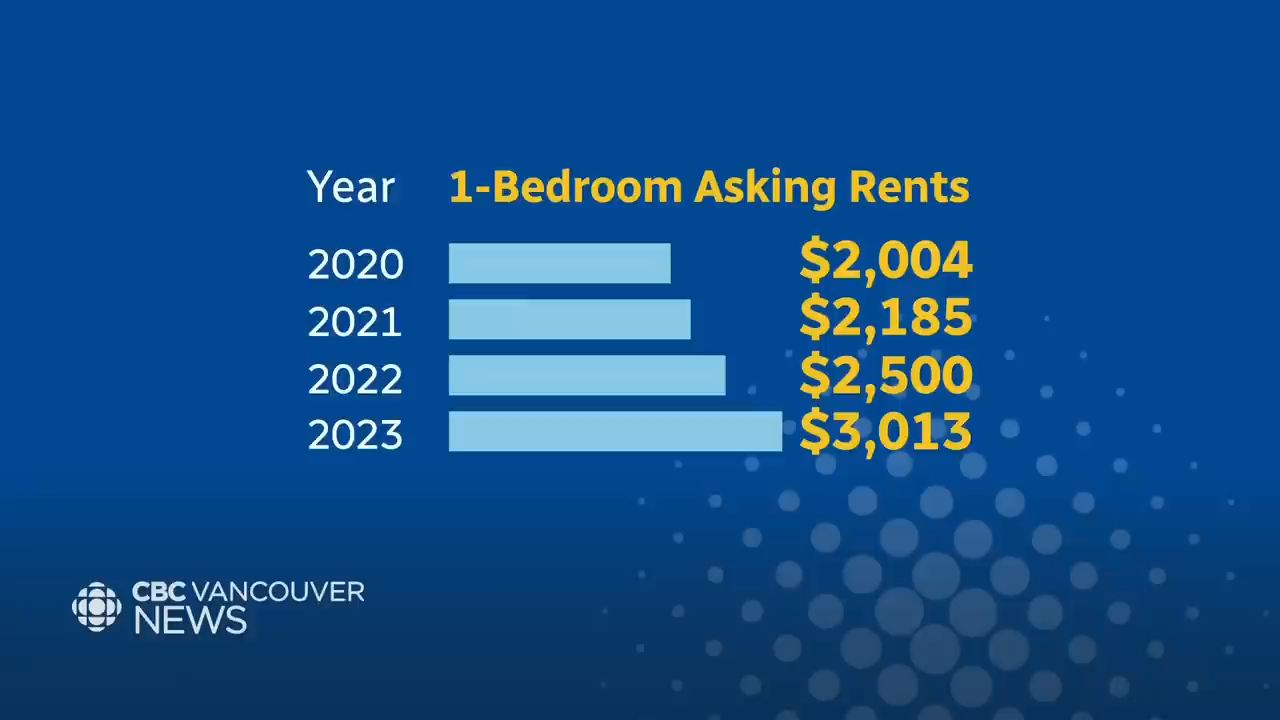 Year 1-Bedroom Asking Rents
2020 $2,004
2021 $2,185
2022 $2,500
2023 $3,013
CBC VANCOUVER
NEWS